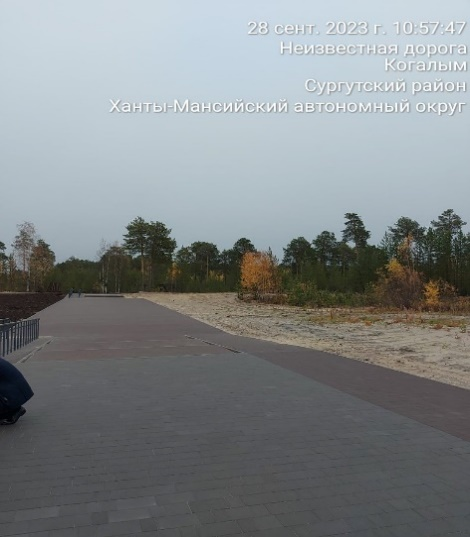 28 сент. 2023 г. 10:57:47
Неизвестная дорога
Когалым
Сургутский район
Ханты-Мансийский автономный округ